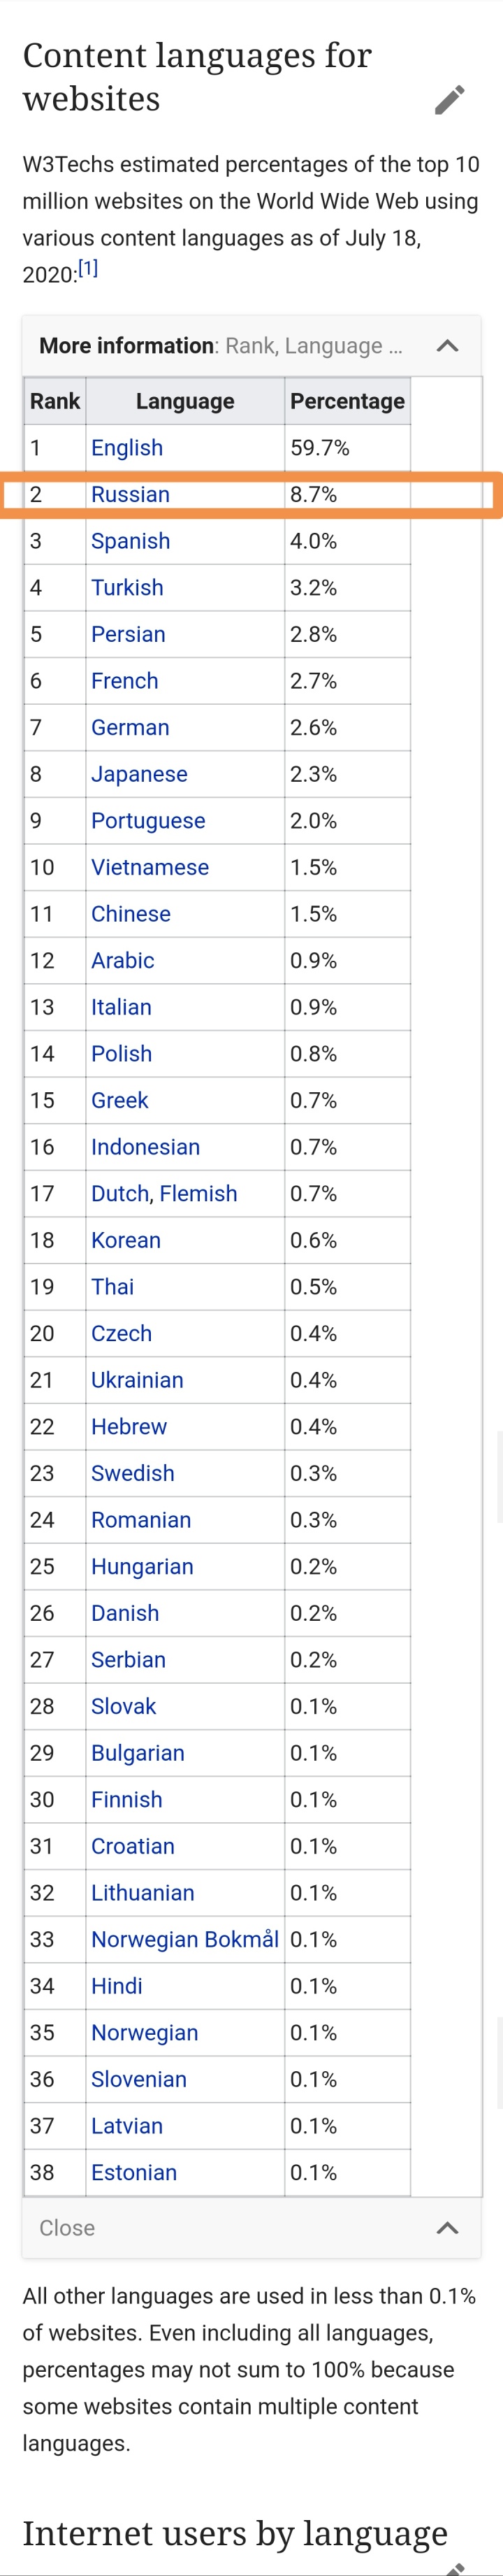 Content languages for
websites
W3Techs estimated percentages of the top 10
million websites on the World Wide Web using
various content languages as of July 18,
2020:[1]
More information: Rank, Language ...
Rank Language Percentage
1 English 59.7%
2 Russian 8.7%
3 Spanish 4.0%
4 Turkish 3.2%
5 Persian 2.8%
6 French 2.7%
7 German 2.6%
8 Japanese 2.3%
9 Portuguese 2.0%
10 Vietnamese 1.5%
11 Chinese 1.5%
12 Arabic 0.9%
13 Italian 0.9%
14 Polish 0.8%
15 Greek 0.7%
16 Indonesian 0.7%
17 Dutch, Flemish 0.7%
18 Korean 0.6%
19 Thai 0.5%
20 Czech 0.4%
21 Ukrainian 0.4%
22 Hebrew 0.4%
23 Swedish 0.3%
24 Romanian 0.3%
25 Hungarian 0.2%
26 Danish 0.2%
27 Serbian 0.2%
28 Slovak 0.1%
29 Bulgarian 0.1%
30 Finnish 0.1%
31 Croatian 0.1%
32 Lithuanian 0.1%
33 Norwegian Bokmål 0.1%
34 Hindi 0.1%
35 Norwegian 0.1%
36 Slovenian 0.1%
37 Latvian 0.1%
38 Estonian 0.1%
Close
All other languages are used in less than 0.1%
of websites. Even including all languages,
percentages may not sum to 100% because
some websites contain multiple content
languages.
Internet users by language